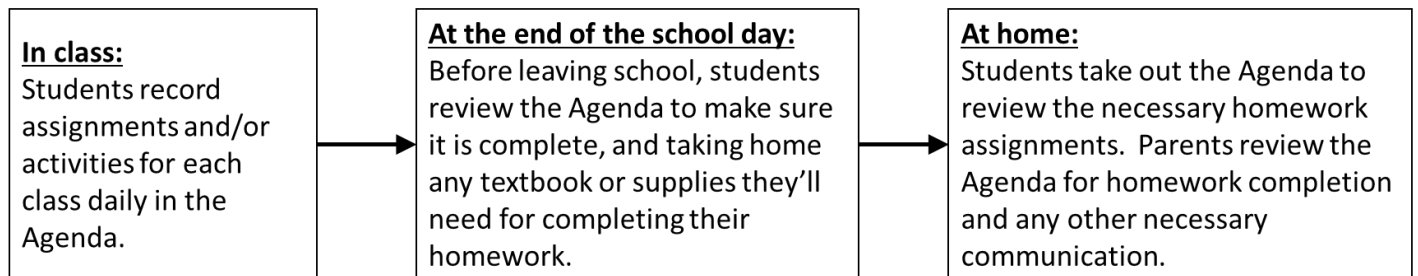 In class:
Students record
assignments and/or
activities for each
class daily in the
Agenda.
At the end of the school day:
Before leaving school, students
review the Agenda to make sure
it is complete, and taking home
any textbook or supplies they’ll
need for completing their
homework.
At home:
Students take out the Agenda to
review the necessary homework
assignments.  Parents review the
Agenda for homework completion
and any other necessary
communication.